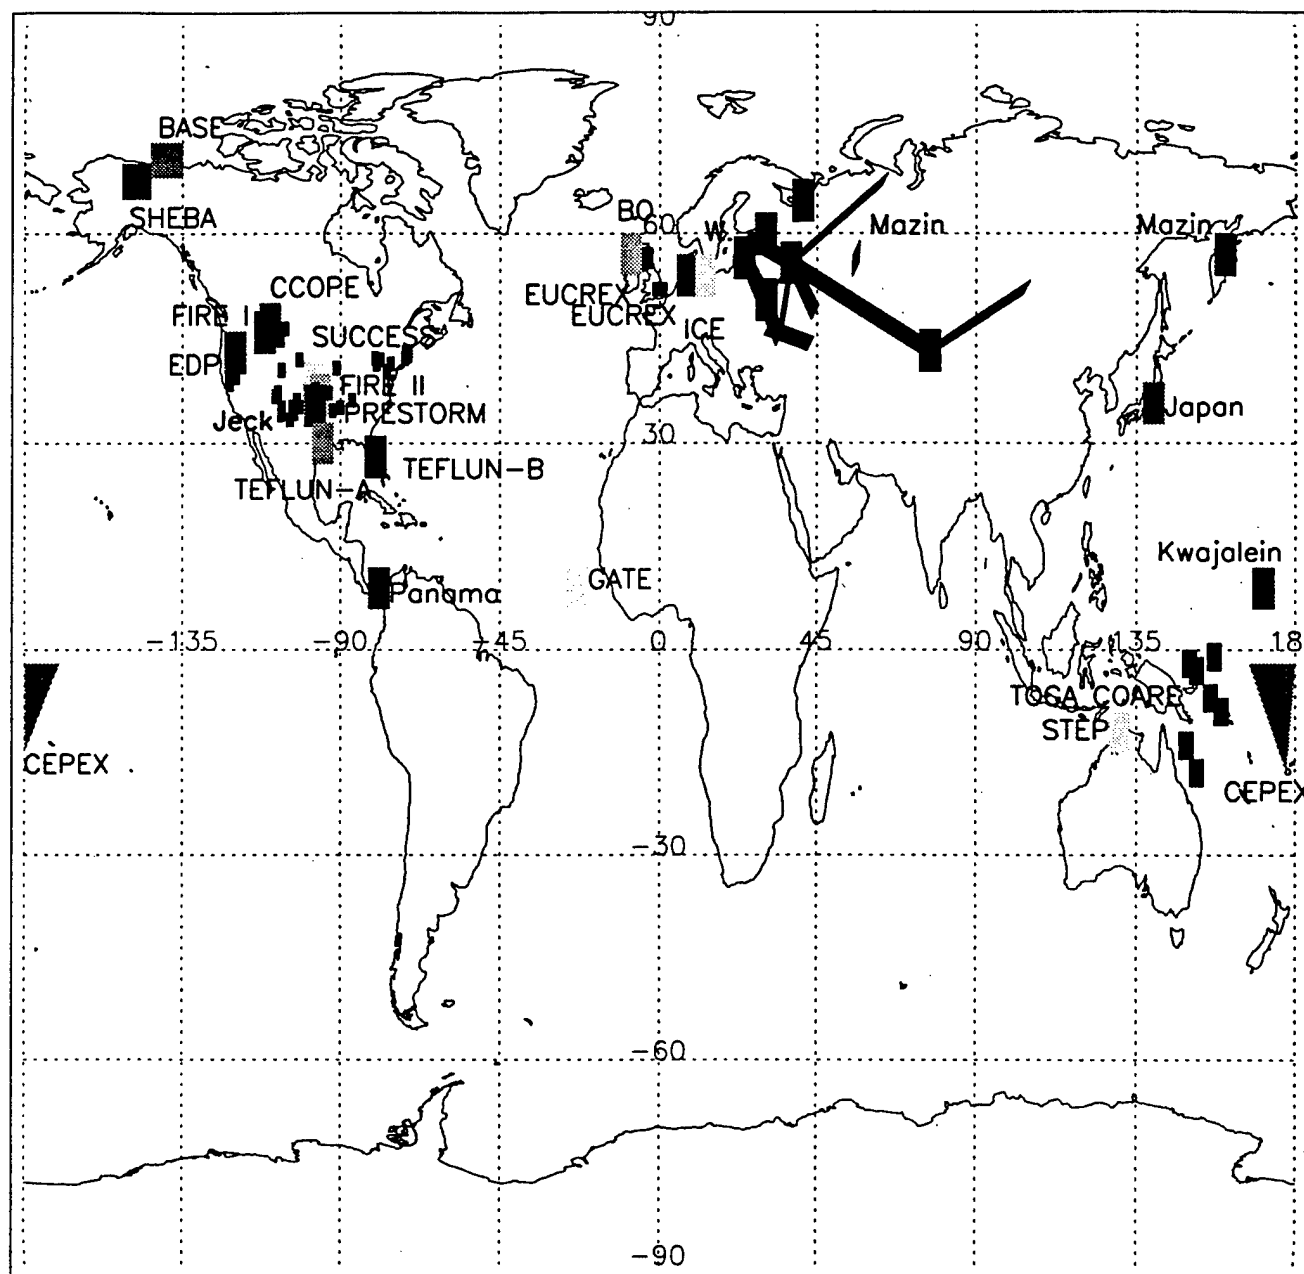 90
BASE
SHEBA
BO
60
W
Mazin
Mazin
CCOPE
EUCREX
FIRE I
EUCREX
SUCCESS
ICE
EDP
FIRE II
Jeck
PRESTORM
Japan
30
TEFLUN-B
TEFLUN-A
Kwajalein
GATE
Panama
-135
-90
-45
0
45
90
135
18
TOGA COARE
STEP
CEPEX
CEPEX
-30
-60
-90